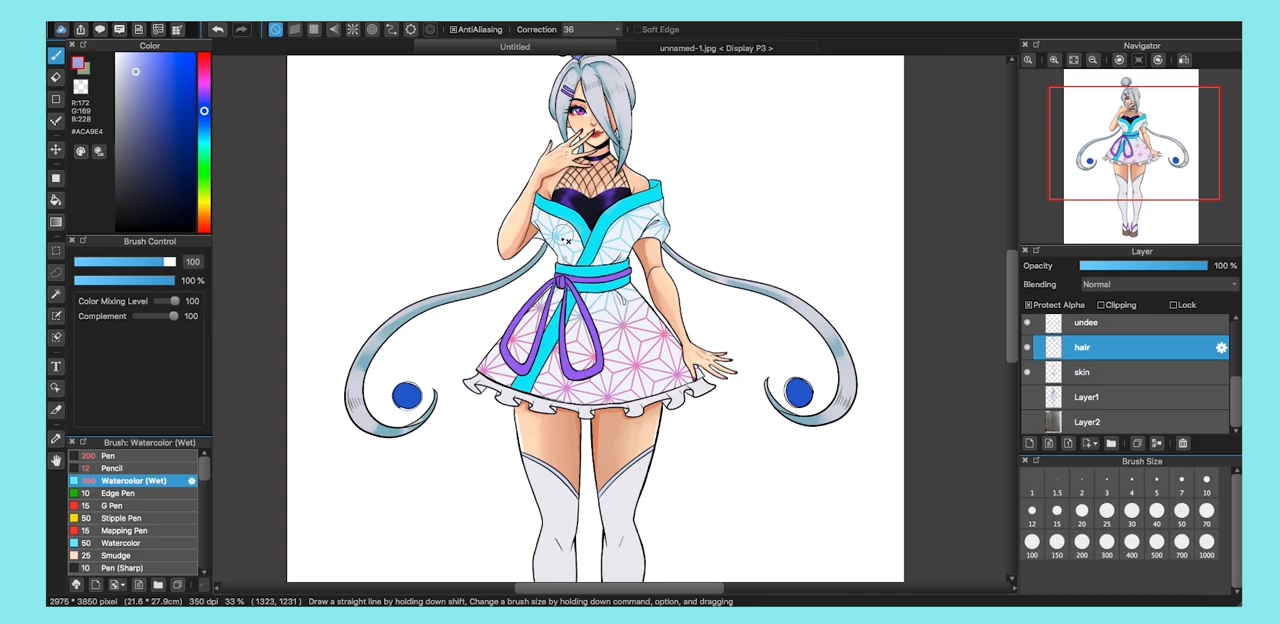 AntiAliasing Correction 36 Soft Edge
Color
Untitled
unnamed-1.jpg < Display P3 >
Navigator
R:172
G:169
B:228
#ACA9E4
Brush Control
100
100 %
Color Mixing Level 100
Complement 100
Layer
Opacity 100 %
Blending Normal
Protect Alpha Clipping Lock
undee
hair
skin
Layer1
Layer2
Brush: Watercolor (Wet)
200 Pen
12 Pencil
100 Watercolor (Wet)
10 Edge Pen
15 G Pen
50 Stipple Pen
15 Mapping Pen
50 Watercolor
25 Smudge
10 Pen (Sharp)
Brush Size
1 1.5 2 3 4 5 7 10
12 15 20 25 30 40 50 70
100 150 200 300 400 500 700 1000
2975 * 3850 pixel (21.6 * 27.9cm) 350 dpi 33 % ( 1323, 1231 ) Draw a straight line by holding down shift, Change a brush size by holding down command, option, and dragging